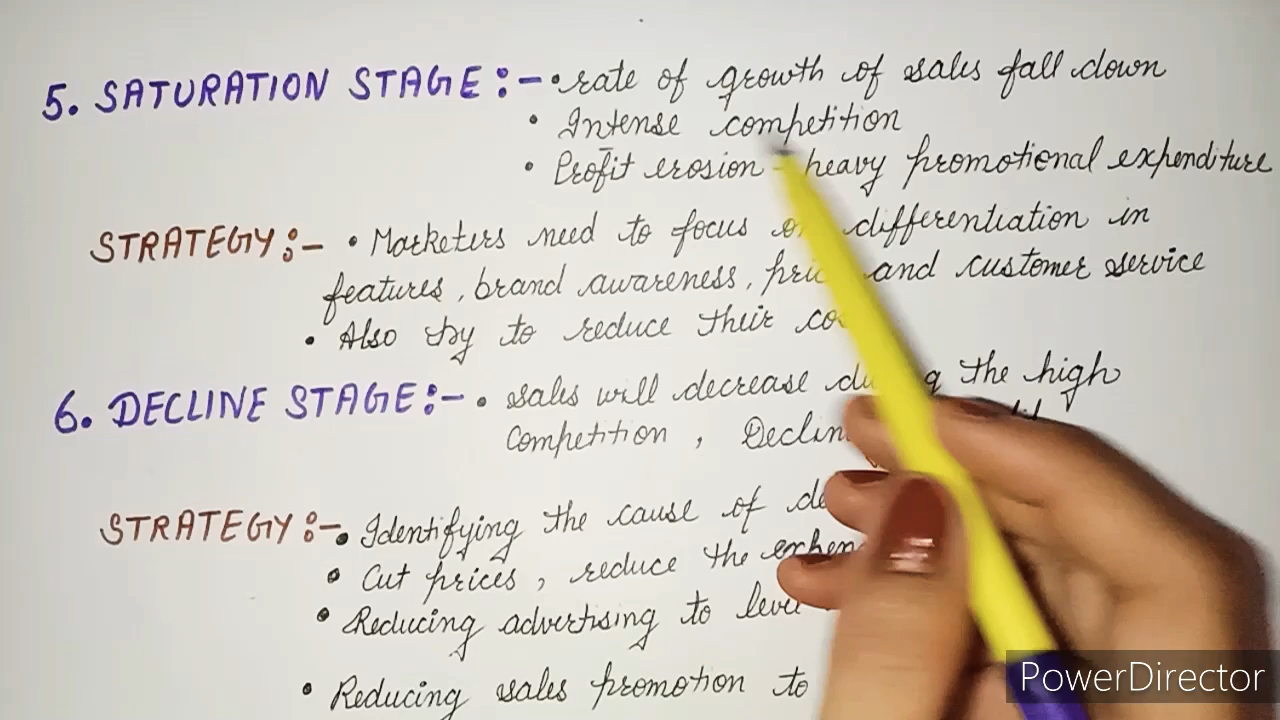 5. SATURATION STAGE :- • rate of growth of sales fall down
• Intense competition
• Profit erosion - heavy promotional expenditure
STRATEGY :- • Marketers need to focus differentiation in
features, brand awareness, and customer service
• Also try to reduce their
6. DECLINE STAGE :- • sales will decrease the high
Competition,
STRATEGY :- • Identifying the cause of
• Cut prices, reduce the
• Reducing advertising to
• Reducing sales promotion to
PowerDirector